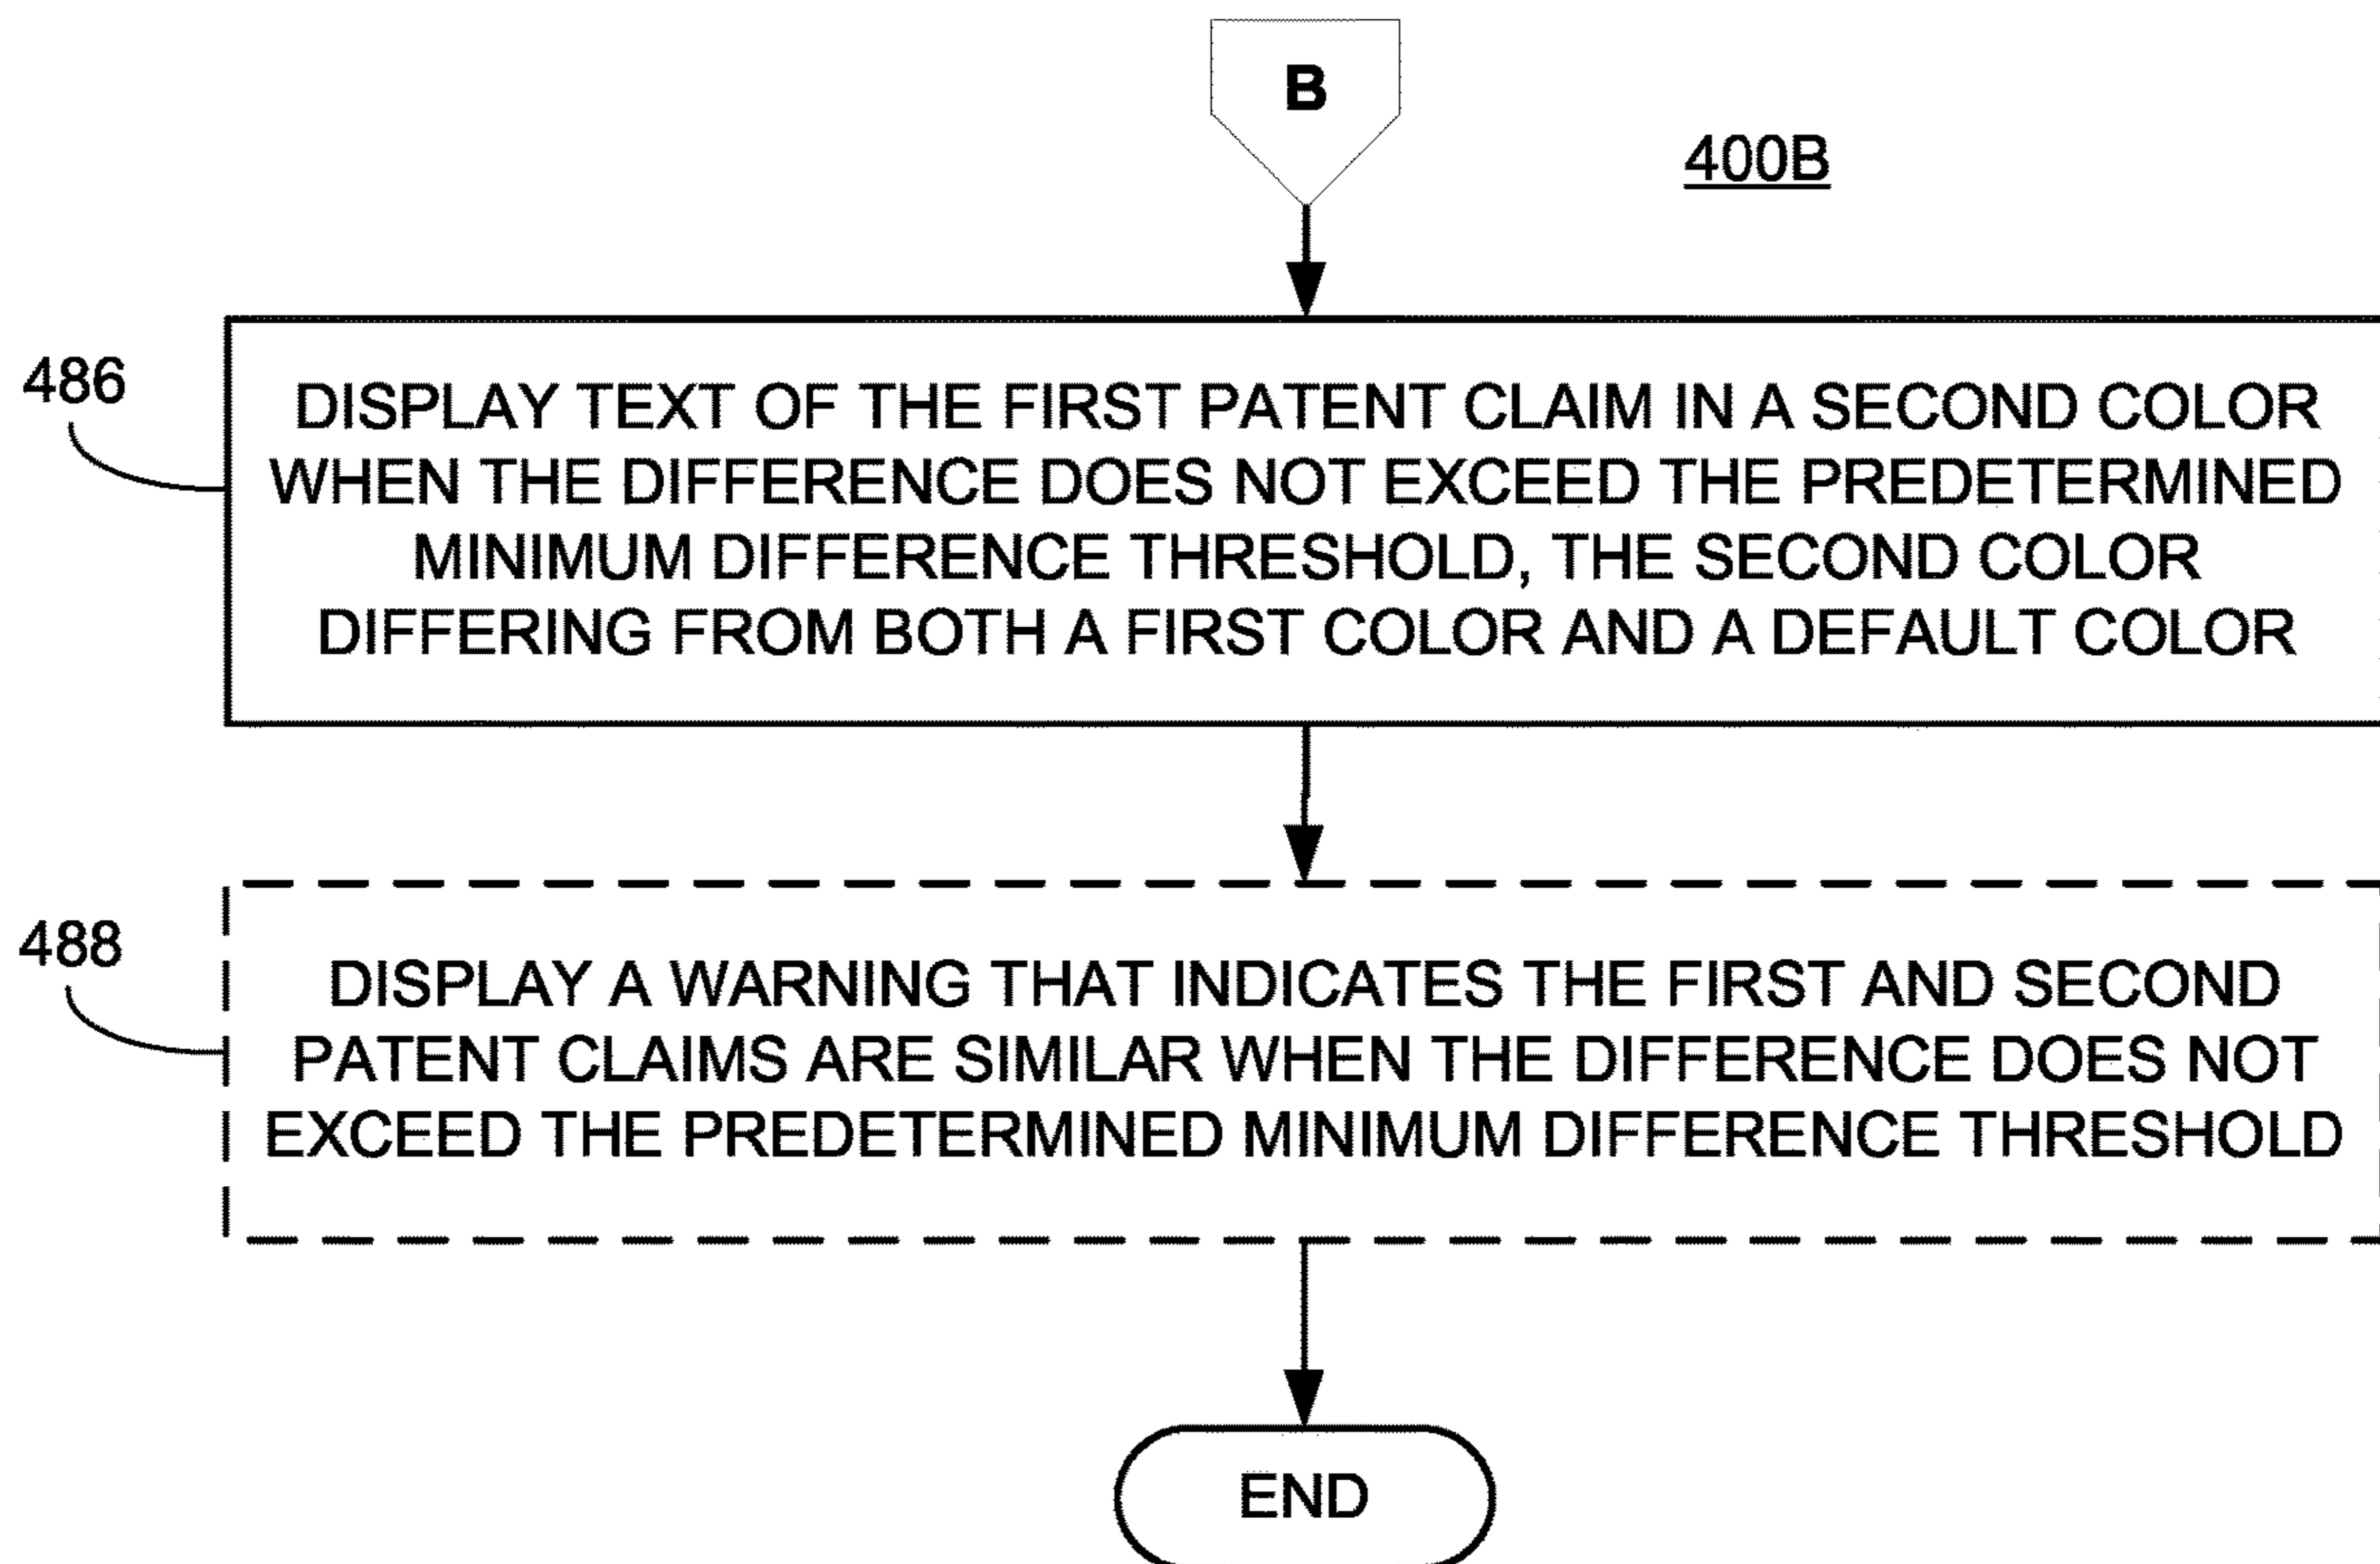 B
400B
486
DISPLAY TEXT OF THE FIRST PATENT CLAIM IN A SECOND COLOR
WHEN THE DIFFERENCE DOES NOT EXCEED THE PREDETERMINED
MINIMUM DIFFERENCE THRESHOLD, THE SECOND COLOR
DIFFERING FROM BOTH A FIRST COLOR AND A DEFAULT COLOR
488
DISPLAY A WARNING THAT INDICATES THE FIRST AND SECOND
PATENT CLAIMS ARE SIMILAR WHEN THE DIFFERENCE DOES NOT
EXCEED THE PREDETERMINED MINIMUM DIFFERENCE THRESHOLD
END